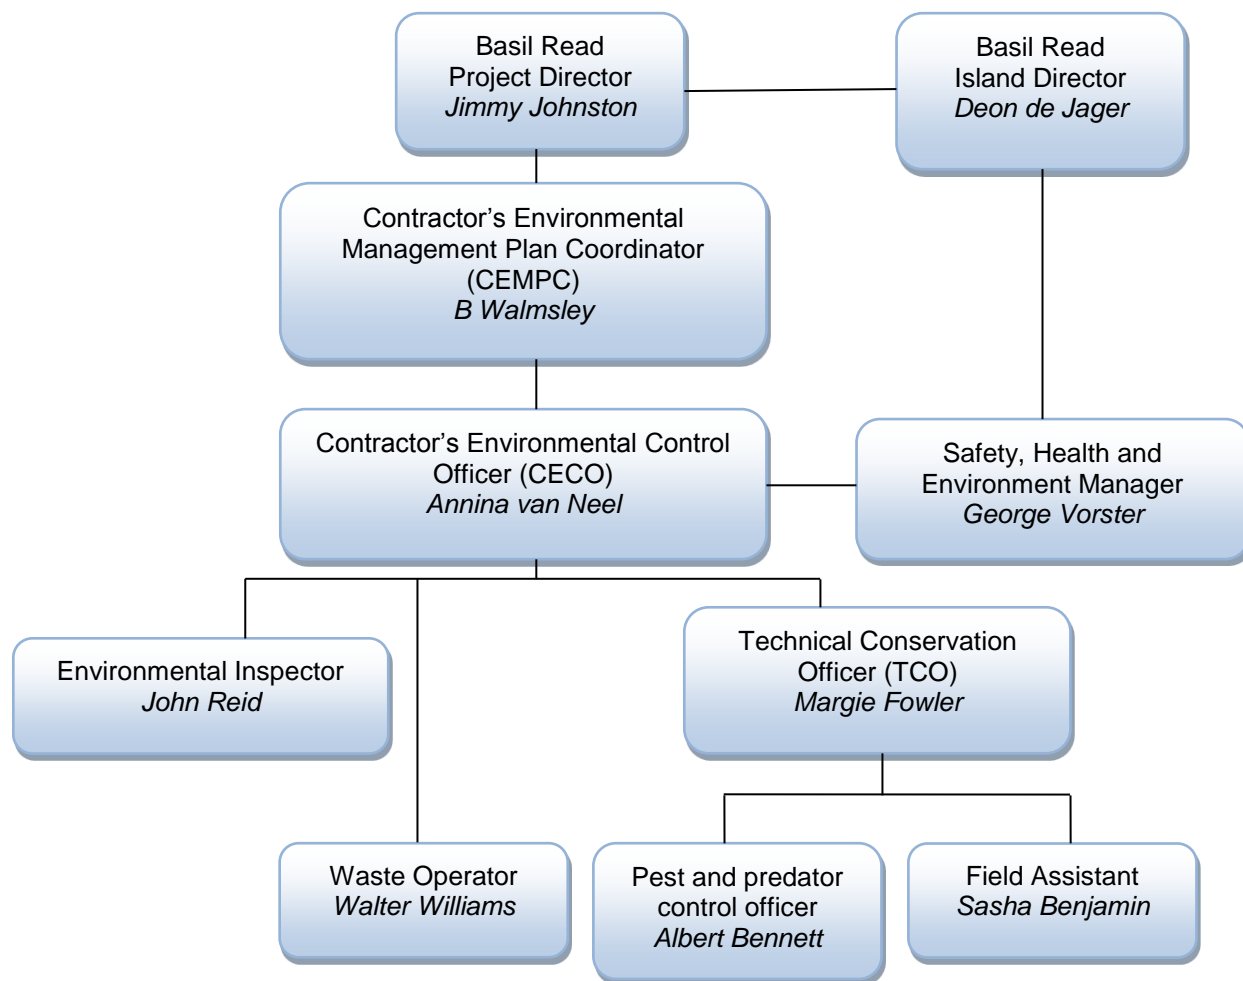 Basil Read
Project Director
Jimmy Johnston
Basil Read
Island Director
Deon de Jager
Contractor’s Environmental
Management Plan Coordinator
(CEMPC)
B Walmsley
Contractor’s Environmental Control
Officer (CECO)
Annina van Neel
Safety, Health and
Environment Manager
George Vorster
Environmental Inspector
John Reid
Technical Conservation
Officer (TCO)
Margie Fowler
Waste Operator
Walter Williams
Pest and predator
control officer
Albert Bennett
Field Assistant
Sasha Benjamin